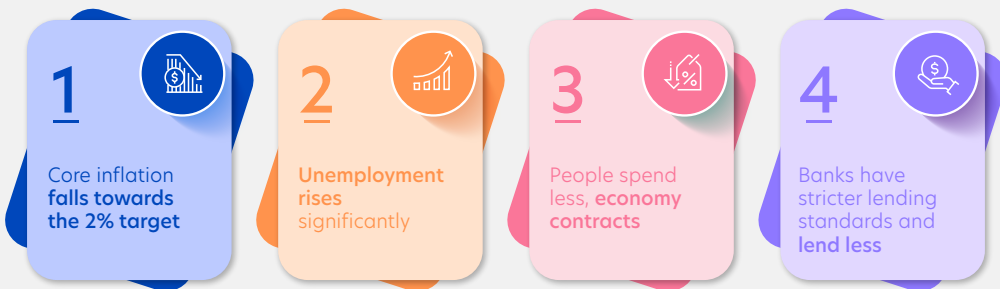 1
Core inflation
falls towards
the 2% target
2
Unemployment
rises
significantly
3
People spend
less, economy
contracts
4
Banks have
stricter lending
standards and
lend less